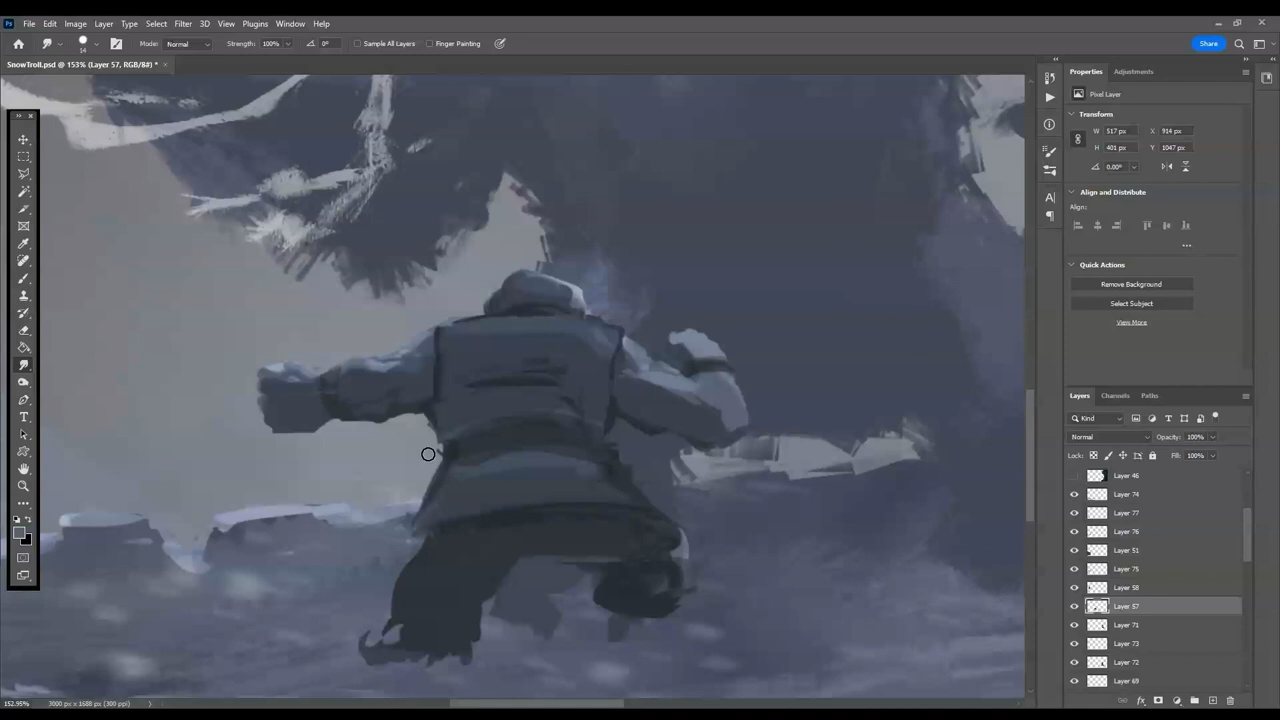 Ps File Edit Image Layer Type Select Filter 3D View Plugins Window Help
14 Mode: Normal Strength: 100% 0° Sample All Layers Finger Painting Share
SnowTroll.psd @ 153% (Layer 57, RGB/8#) * ×
Properties Adjustments
Pixel Layer
Transform
W 517 px X 914 px
H 401 px Y 1047 px
0.00°
Align and Distribute
Align:
Quick Actions
Remove Background
Select Subject
View More
Layers Channels Paths
Kind
Normal Opacity: 100%
Lock: Fill: 100%
Layer 46
Layer 74
Layer 77
Layer 76
Layer 51
Layer 75
Layer 58
Layer 57
Layer 71
Layer 73
Layer 72
Layer 69
152.95% 3000 px x 1688 px (300 ppi)